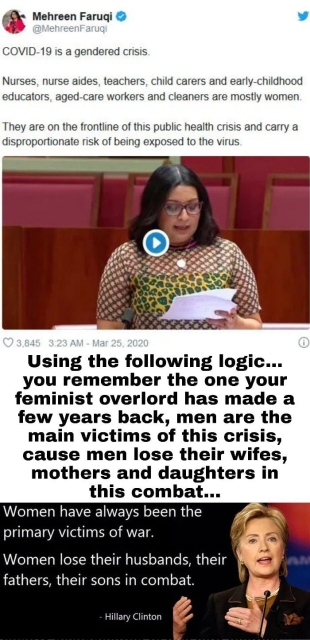 Mehreen Faruqi
@MehreenFaruqi
COVID-19 is a gendered crisis.
Nurses, nurse aides, teachers, child carers and early-childhood
educators, aged-care workers and cleaners are mostly women.
They are on the frontline of this public health crisis and carry a
disproportionate risk of being exposed to the virus.
3,845 3:23 AM - Mar 25, 2020
Using the following logic...
you remember the one your
feminist overlord has made a
few years back, men are the
main victims of this crisis,
cause men lose their wifes,
mothers and daughters in
this combat...
Women have always been the
primary victims of war.
Women lose their husbands, their
fathers, their sons in combat.
- Hillary Clinton